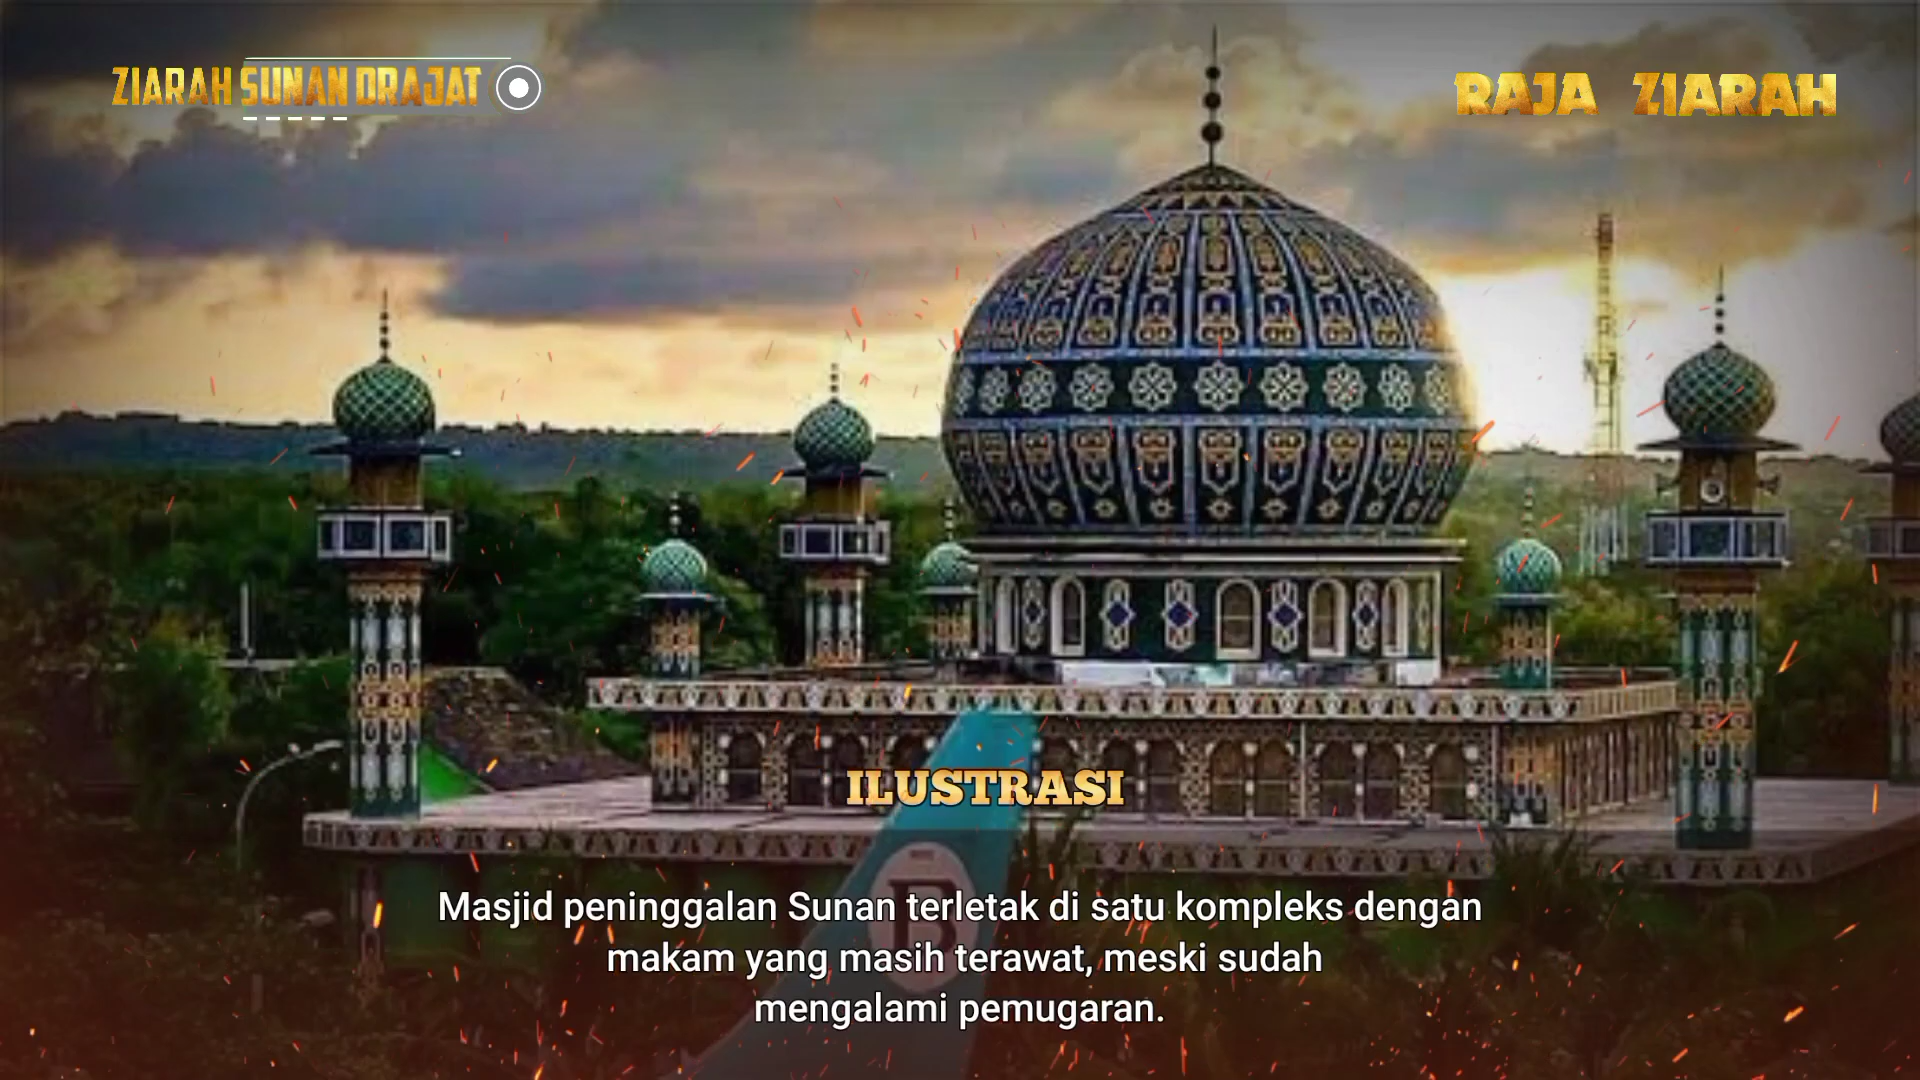 ZIARAH SUNAN DRAJAT
RAJA ZIARAH
ILUSTRASI
B
Masjid peninggalan Sunan terletak di satu kompleks dengan
makam yang masih terawat, meski sudah
mengalami pemugaran.